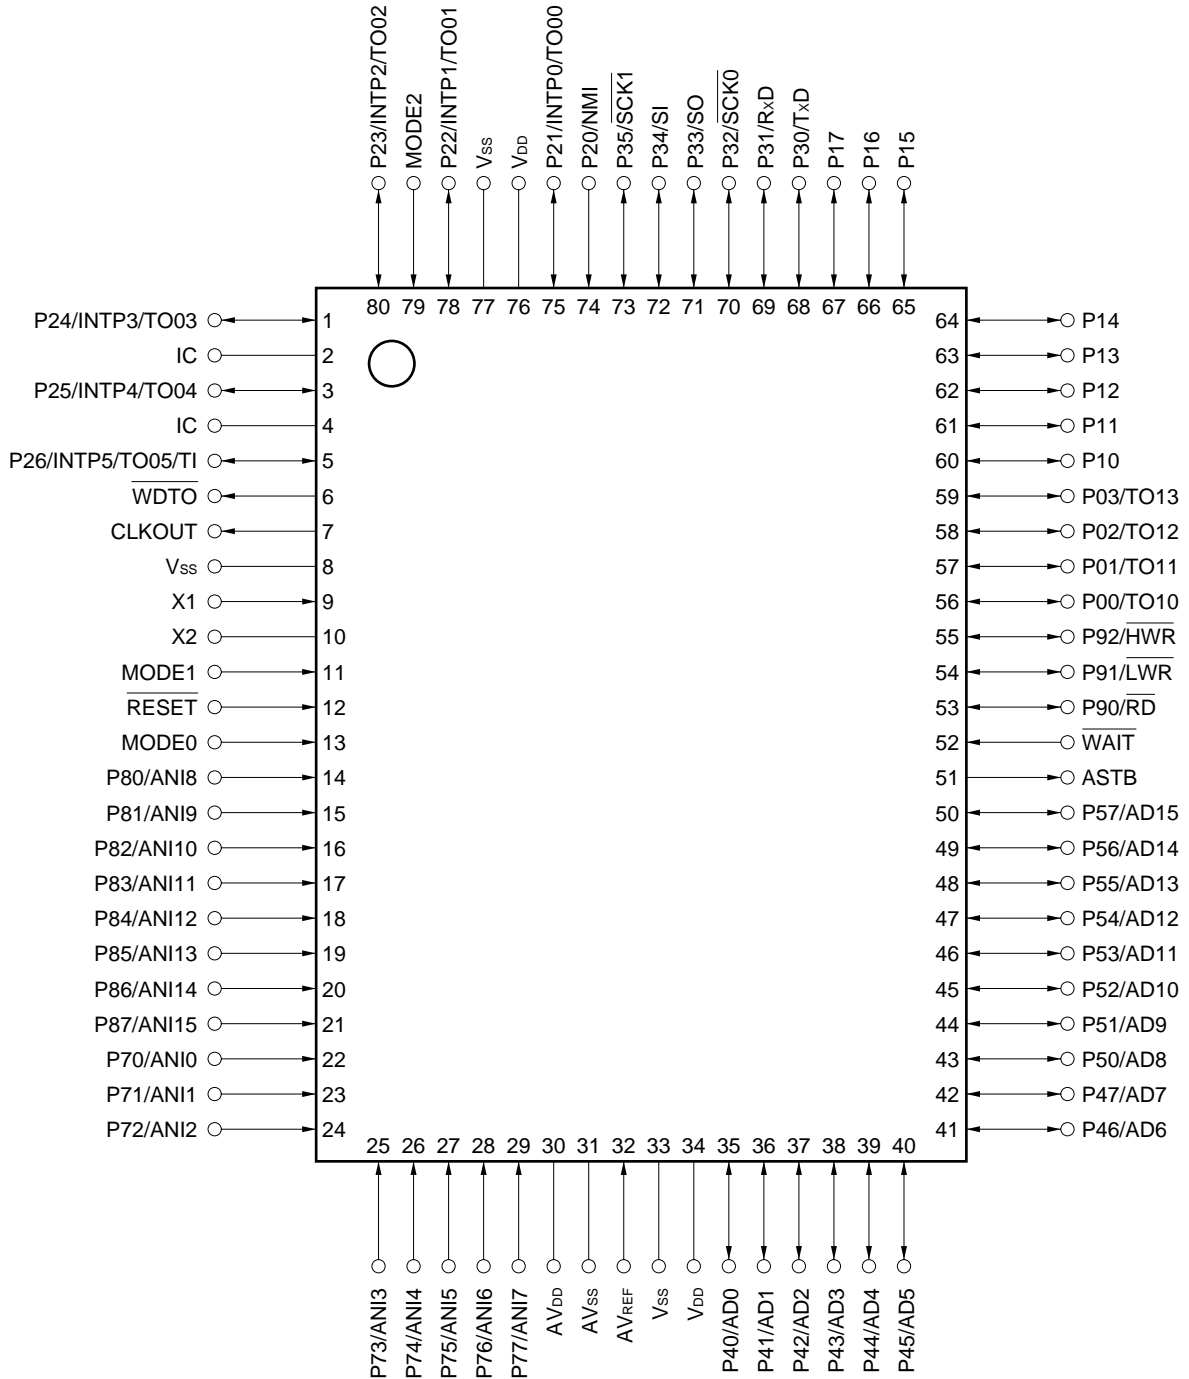 P23/INTP2/TO02
MODE2
P22/INTP1/TO01
VSS
VDD
P21/INTP0/TO00
P20/NMI
P35/SCK1
P34/SI
P33/SO
P32/SCK0
P31/RxD
P30/TxD
P17
P16
P15
80 79 78 77 76 75 74 73 72 71 70 69 68 67 66 65
P24/INTP3/TO03 1
IC 2
P25/INTP4/TO04 3
IC 4
P26/INTP5/TO05/TI 5
WDTO 6
CLKOUT 7
VSS 8
X1 9
X2 10
MODE1 11
RESET 12
MODE0 13
P80/ANI8 14
P81/ANI9 15
P82/ANI10 16
P83/ANI11 17
P84/ANI12 18
P85/ANI13 19
P86/ANI14 20
P87/ANI15 21
P70/ANI0 22
P71/ANI1 23
P72/ANI2 24
64 P14
63 P13
62 P12
61 P11
60 P10
59 P03/TO13
58 P02/TO12
57 P01/TO11
56 P00/TO10
55 P92/HWR
54 P91/LWR
53 P90/RD
52 WAIT
51 ASTB
50 P57/AD15
49 P56/AD14
48 P55/AD13
47 P54/AD12
46 P53/AD11
45 P52/AD10
44 P51/AD9
43 P50/AD8
42 P47/AD7
41 P46/AD6
25 26 27 28 29 30 31 32 33 34 35 36 37 38 39 40
P73/ANI3
P74/ANI4
P75/ANI5
P76/ANI6
P77/ANI7
AVDD
AVSS
AVREF
VSS
VDD
P40/AD0
P41/AD1
P42/AD2
P43/AD3
P44/AD4
P45/AD5